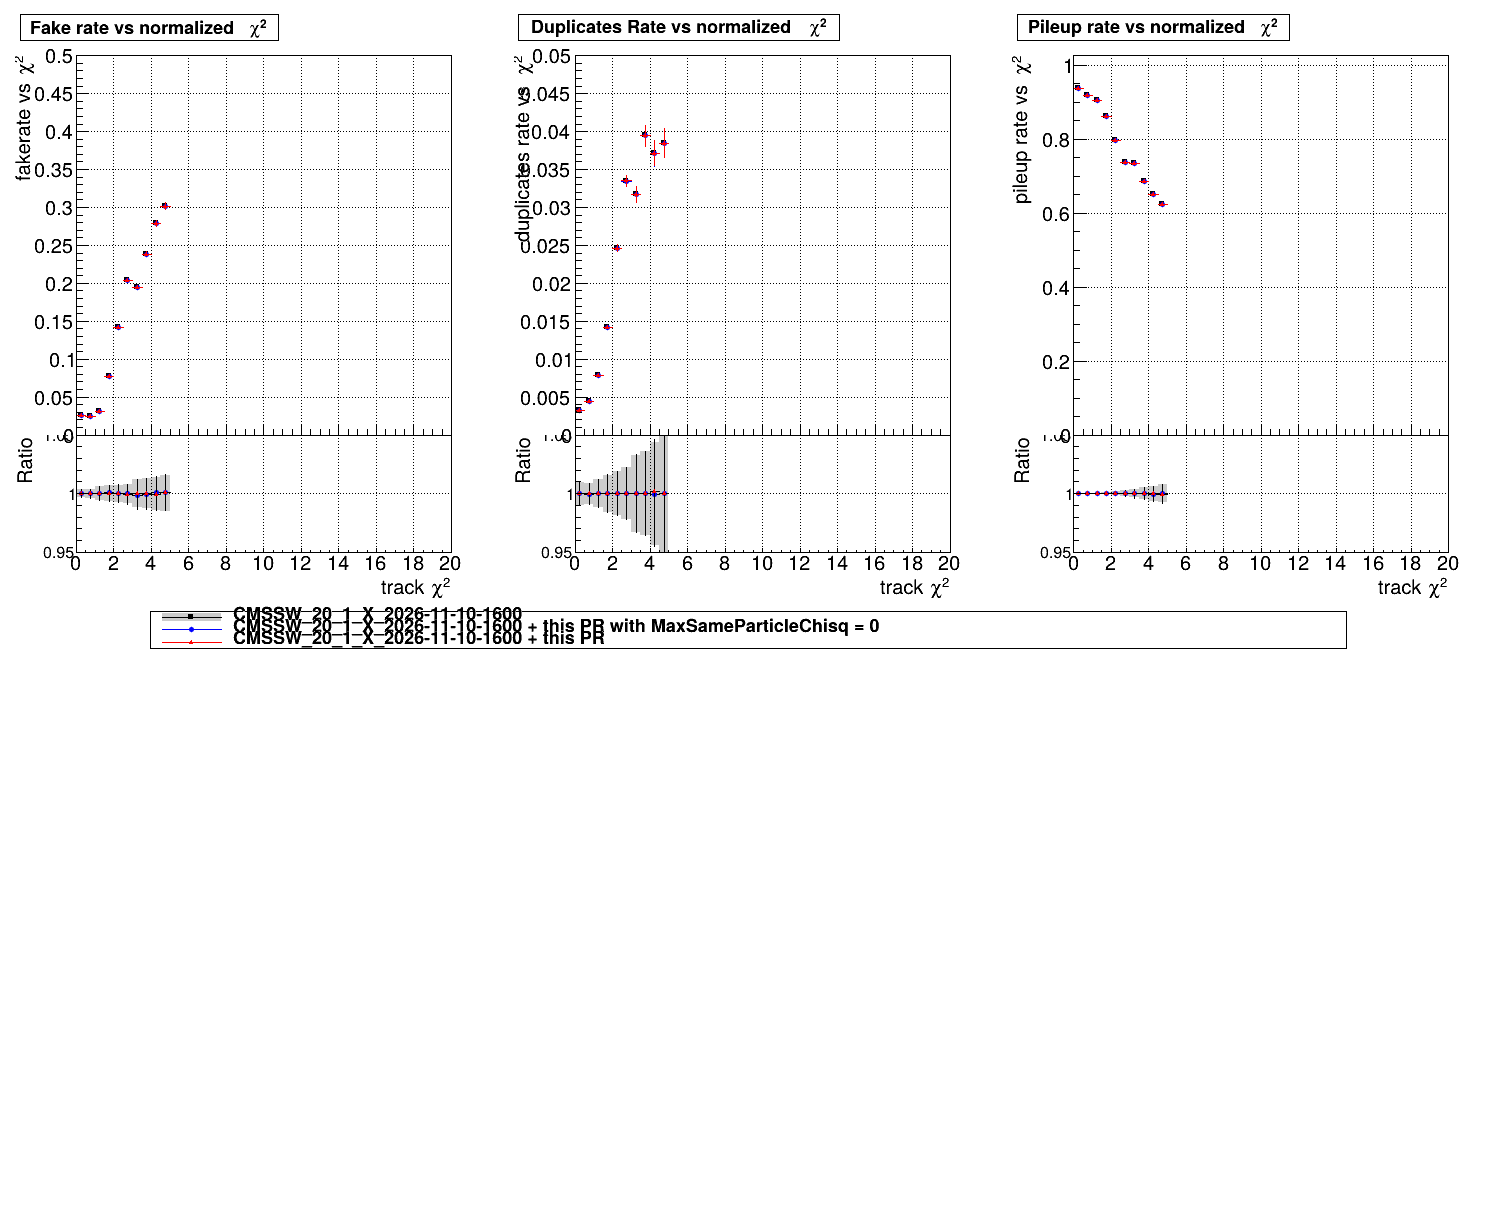 Fake rate vs normalized χ²
fakerate vs χ²
0.5
0.45
0.4
0.35
0.3
0.25
0.2
0.15
0.1
0.05
0
Ratio
1
0.95
0 2 4 6 8 10 12 14 16 18 20
track χ²
Duplicates Rate vs normalized χ²
duplicates rate vs χ²
0.05
0.045
0.04
0.035
0.03
0.025
0.02
0.015
0.01
0.005
0
Ratio
1
0.95
0 2 4 6 8 10 12 14 16 18 20
track χ²
Pileup rate vs normalized χ²
pileup rate vs χ²
1
0.8
0.6
0.4
0.2
0
Ratio
1
0.95
0 2 4 6 8 10 12 14 16 18 20
track χ²
CMSSW_20_1_X_2026-11-10-1600
CMSSW_20_1_X_2026-11-10-1600 + this PR with MaxSameParticleChisq = 0
CMSSW_20_1_X_2026-11-10-1600 + this PR